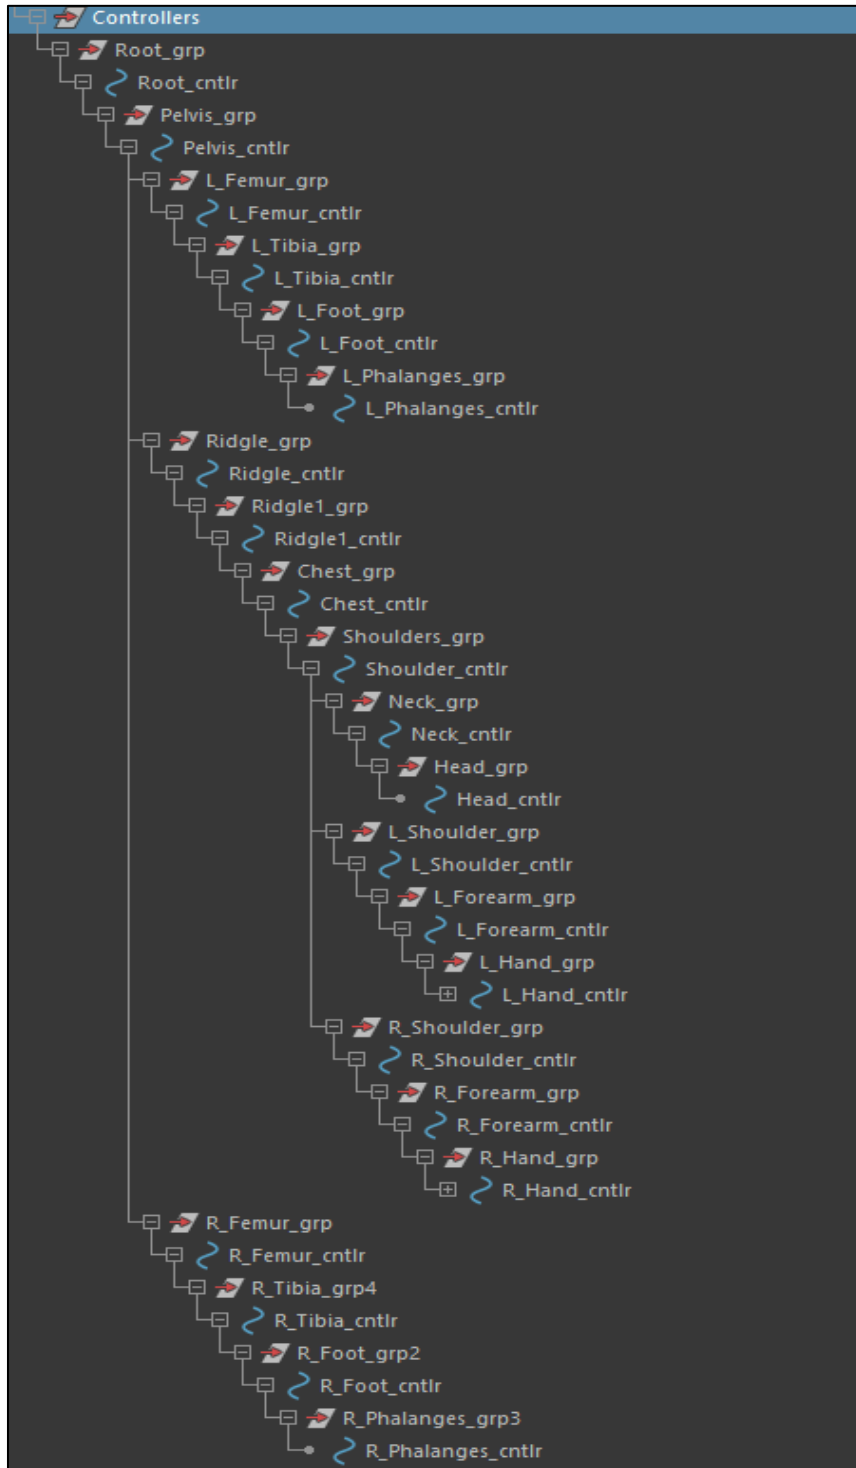 Controllers
Root_grp
Root_cntlr
Pelvis_grp
Pelvis_cntlr
L_Femur_grp
L_Femur_cntlr
L_Tibia_grp
L_Tibia_cntlr
L_Foot_grp
L_Foot_cntlr
L_Phalanges_grp
L_Phalanges_cntlr
Ridgle_grp
Ridgle_cntlr
Ridgle1_grp
Ridgle1_cntlr
Chest_grp
Chest_cntlr
Shoulders_grp
Shoulder_cntlr
Neck_grp
Neck_cntlr
Head_grp
Head_cntlr
L_Shoulder_grp
L_Shoulder_cntlr
L_Forearm_grp
L_Forearm_cntlr
L_Hand_grp
L_Hand_cntlr
R_Shoulder_grp
R_Shoulder_cntlr
R_Forearm_grp
R_Forearm_cntlr
R_Hand_grp
R_Hand_cntlr
R_Femur_grp
R_Femur_cntlr
R_Tibia_grp4
R_Tibia_cntlr
R_Foot_grp2
R_Foot_cntlr
R_Phalanges_grp3
R_Phalanges_cntlr